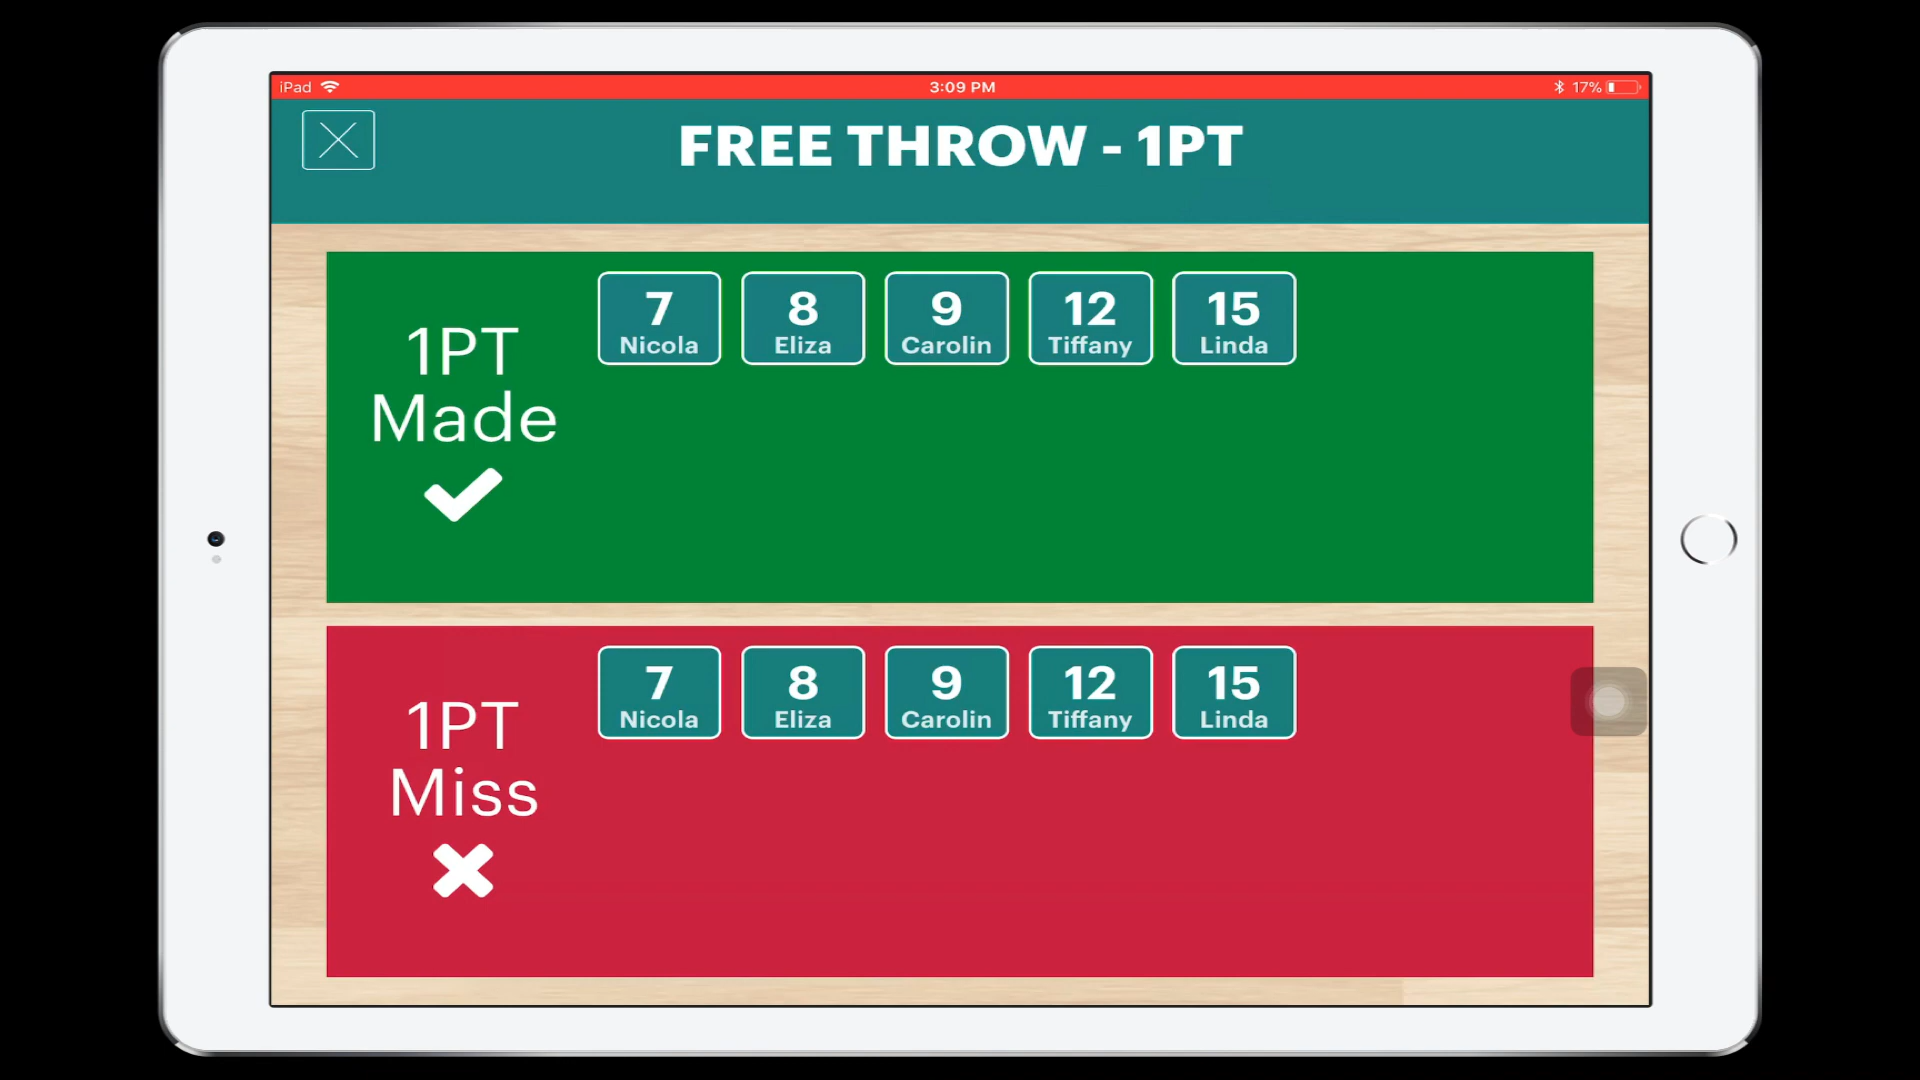 iPad 3:09 PM 17%
FREE THROW - 1PT
7 8 9 12 15
Nicola Eliza Carolin Tiffany Linda
1PT
Made
7 8 9 12 15
Nicola Eliza Carolin Tiffany Linda
1PT
Miss